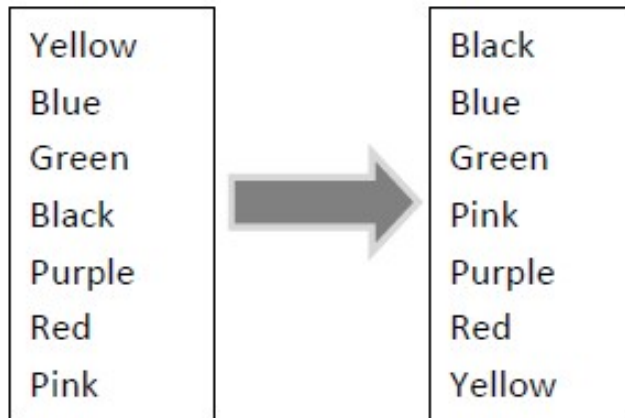 Yellow
Blue
Green
Black
Purple
Red
Pink
Black
Blue
Green
Pink
Purple
Red
Yellow